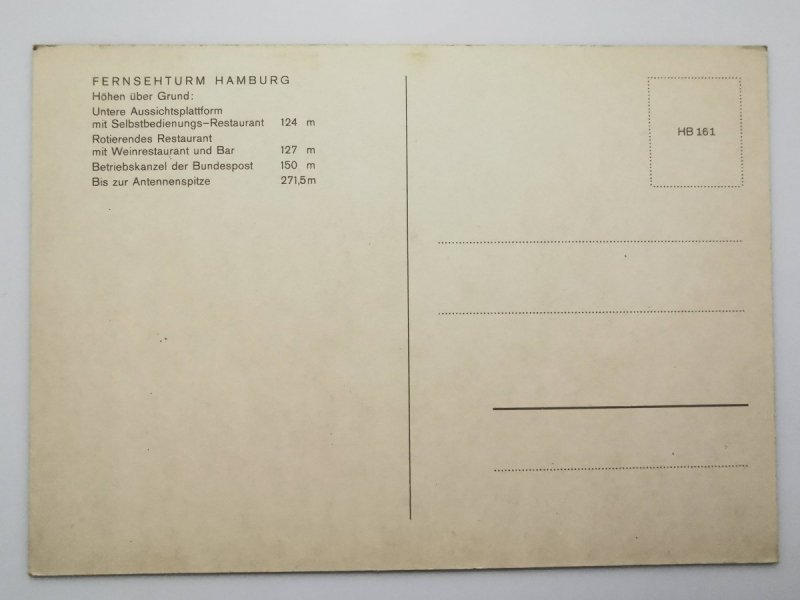 FERNSEHTURM HAMBURG
Höhen über Grund:
Untere Aussichtsplattform
mit Selbstbedienungs-Restaurant 124 m
Rotierendes Restaurant
mit Weinrestaurant und Bar 127 m
Betriebskanzel der Bundespost 150 m
Bis zur Antennenspitze 271,5 m
HB 161